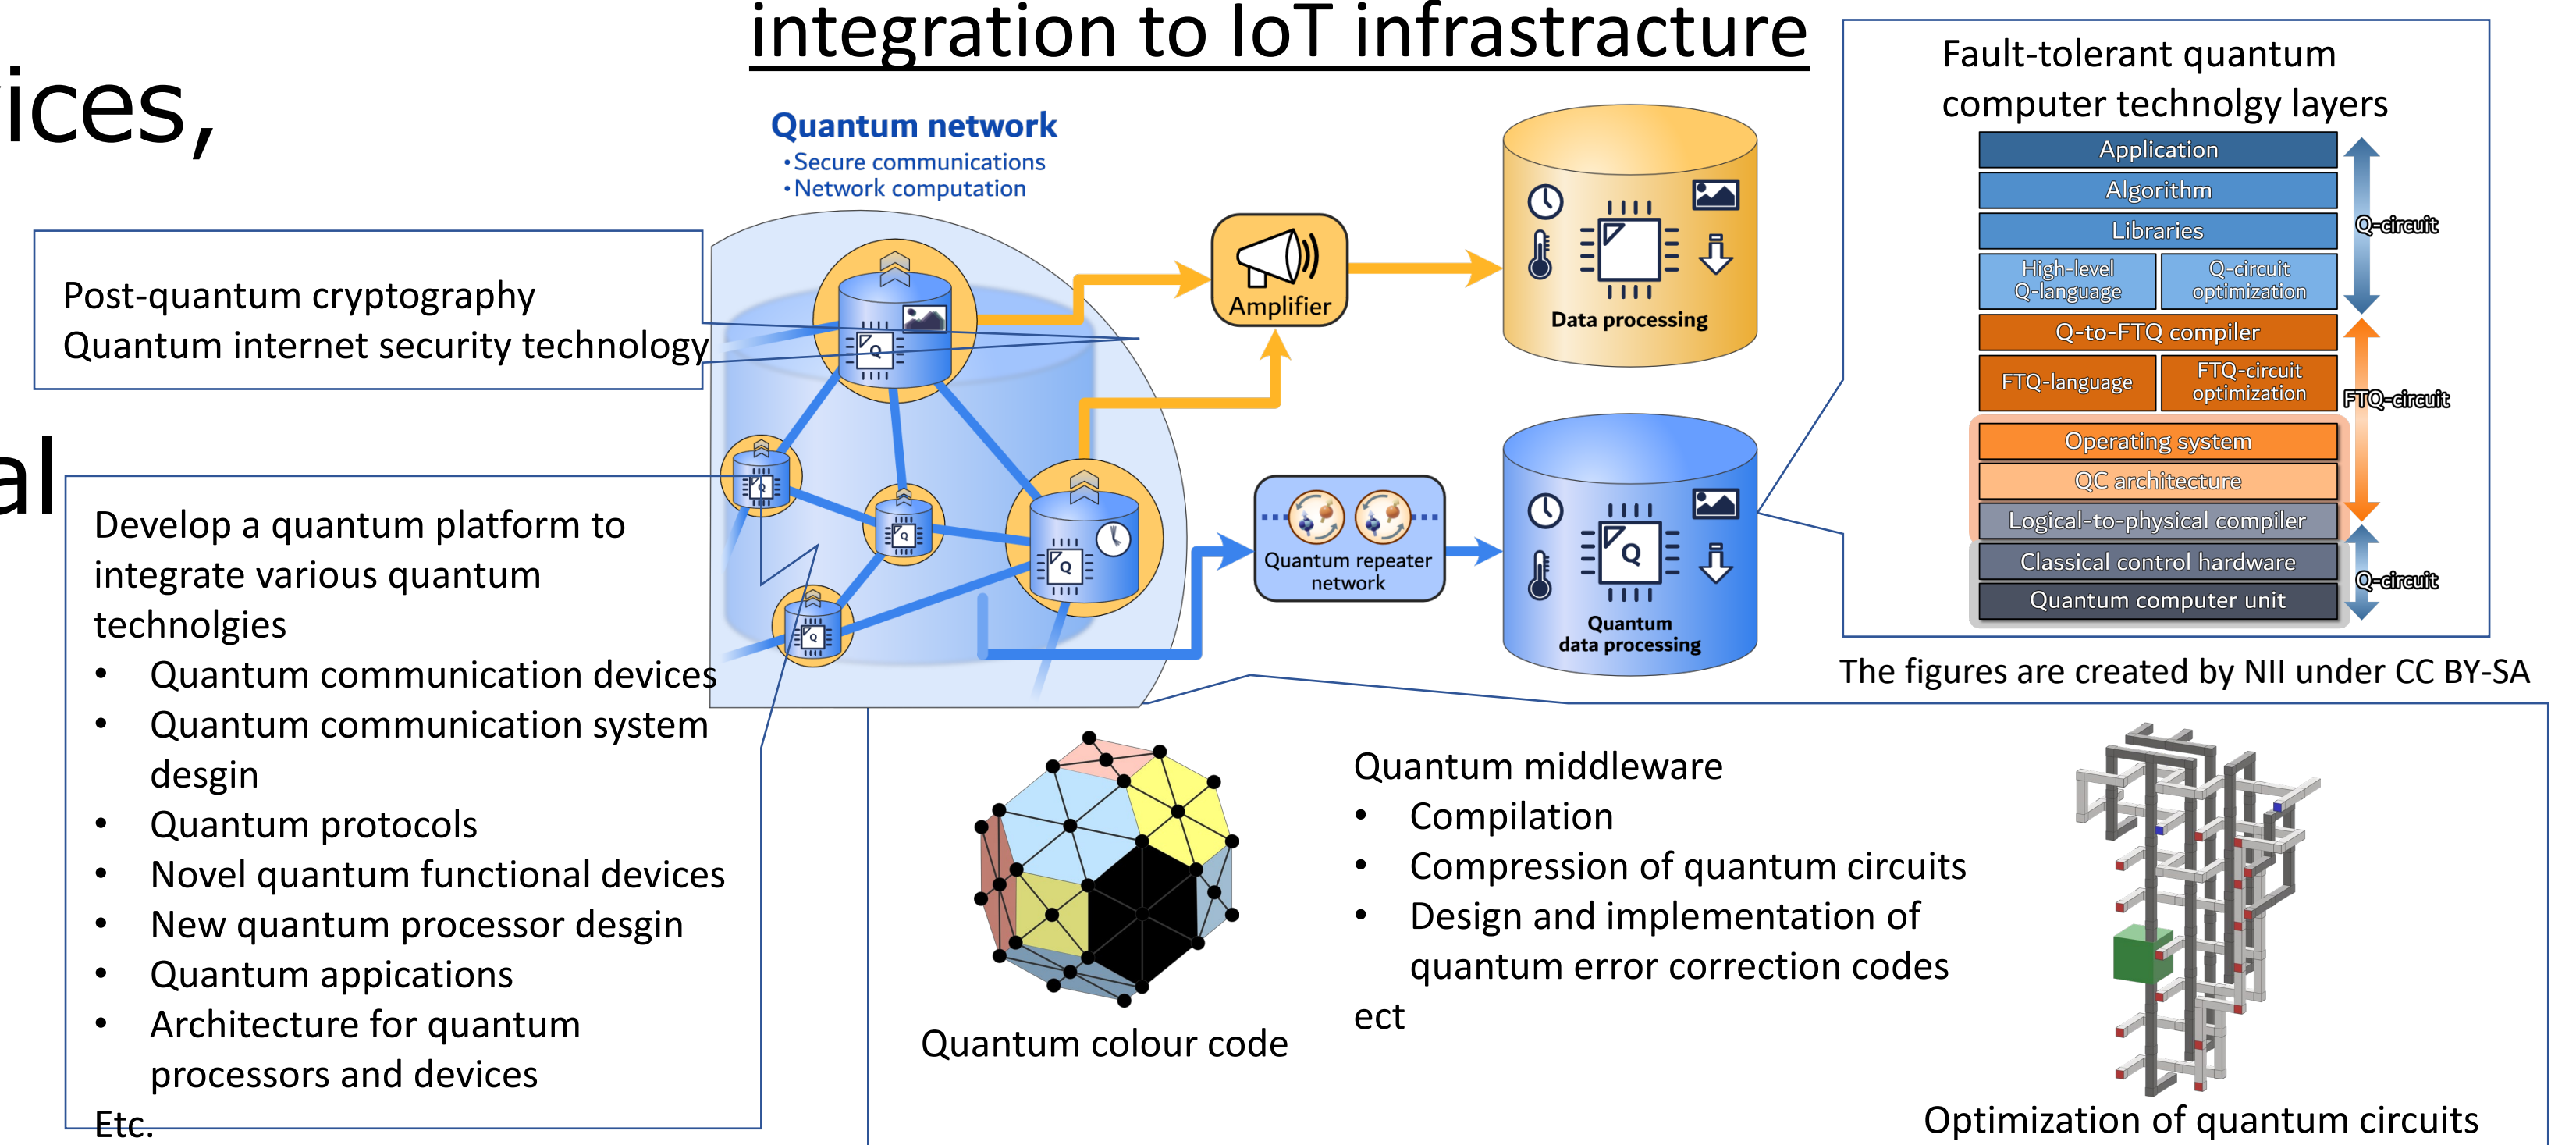 integration to IoT infrastracture
ices,
al
Quantum network
•Secure communications
•Network computation
Post-quantum cryptography
Quantum internet security technology
Develop a quantum platform to
integrate various quantum
technolgies
• Quantum communication devices
• Quantum communication system
desgin
• Quantum protocols
• Novel quantum functional devices
• New quantum processor desgin
• Quantum appications
• Architecture for quantum
processors and devices
Etc.
Q
Q
Q
Q
Q
Amplifier
Data processing
Quantum repeater
network
Q
Quantum
data processing
Fault-tolerant quantum
computer technolgy layers
Application
Algorithm
Libraries
High-level
Q-language
Q-circuit
optimization
Q-circuit
Q-to-FTQ compiler
FTQ-language
FTQ-circuit
optimization
FTQ-circuit
Operating system
QC architecture
Logical-to-physical compiler
Classical control hardware
Quantum computer unit
Q-circuit
The figures are created by NII under CC BY-SA
Quantum colour code
Quantum middleware
• Compilation
• Compression of quantum circuits
• Design and implementation of
quantum error correction codes
ect
Optimization of quantum circuits